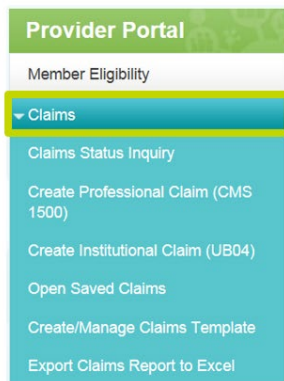 Provider Portal
Member Eligibility
Claims
Claims Status Inquiry
Create Professional Claim (CMS
1500)
Create Institutional Claim (UB04)
Open Saved Claims
Create/Manage Claims Template
Export Claims Report to Excel